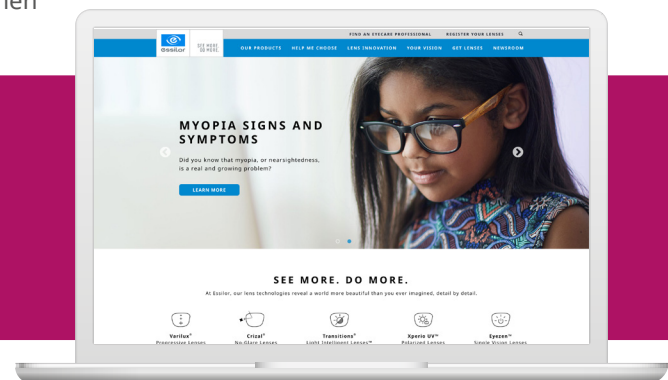 FIND AN EYECARE PROFESSIONAL REGISTER YOUR LENSES
essilor SEE MORE. DO MORE.
OUR PRODUCTS HELP ME CHOOSE LENS INNOVATION YOUR VISION GET LENSES NEWSROOM
MYOPIA SIGNS AND
SYMPTOMS
Did you know that myopia, or nearsightedness,
is a real and growing problem?
LEARN MORE
SEE MORE. DO MORE.
At Essilor, our lens technologies reveal a world more beautiful than you ever imagined, detail by detail.
Varilux® Crizal® Transitions® Xperio UV™ Eyezen™
Progressive Lenses No-Glare Lenses Light Intelligent Lenses™ Polarized Lenses Single Vision Lenses